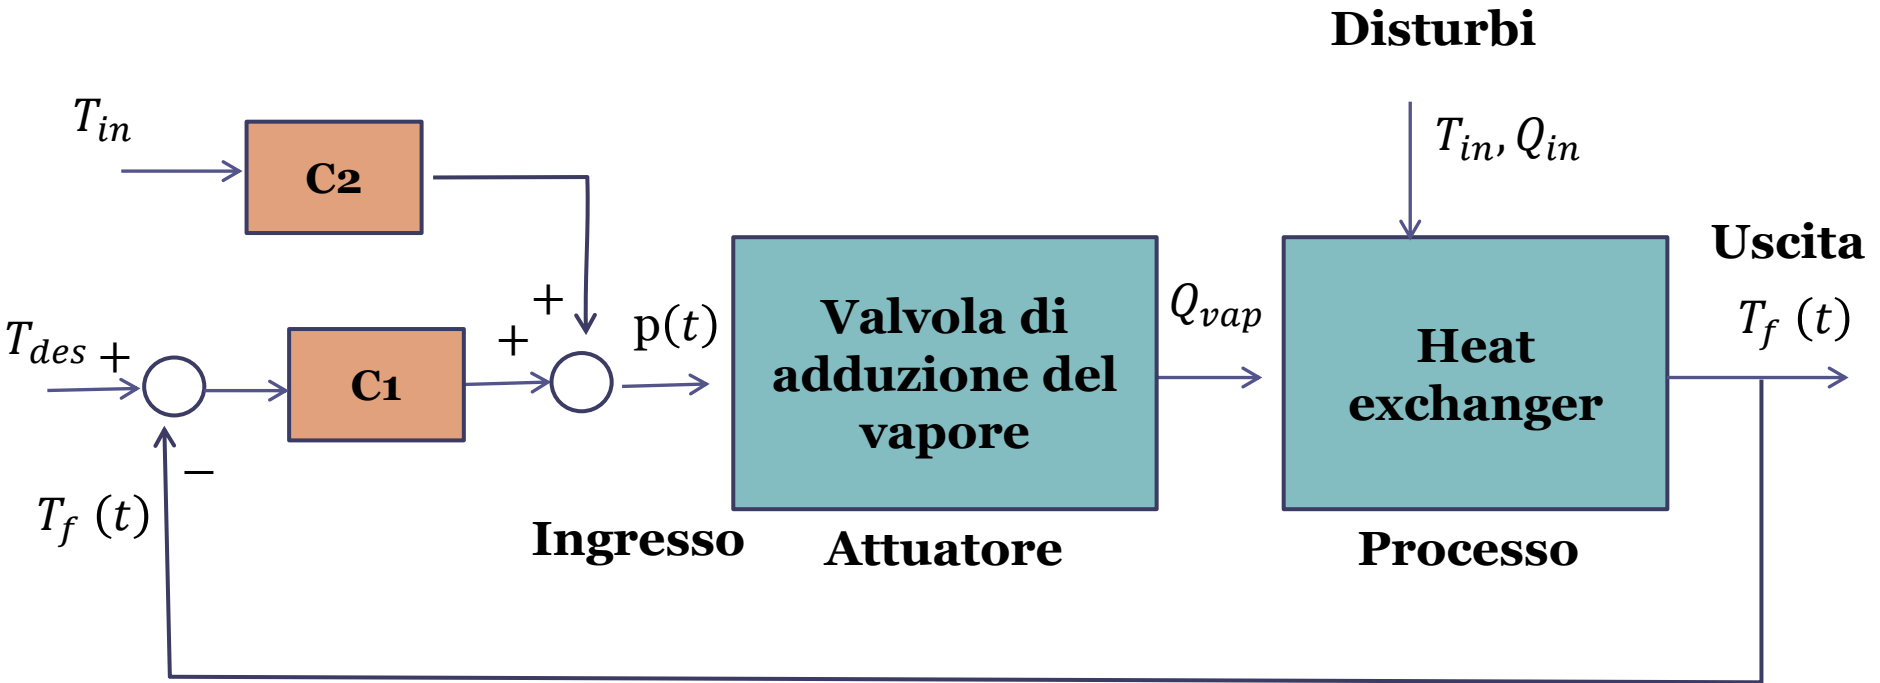 Disturbi
T_in
T_in, Q_in
C2
Uscita
T_f (t)
T_des +
C1
+
+
p(t)
Valvola di
adduzione del
vapore
Q_vap
Heat
exchanger
−
T_f (t)
Ingresso
Attuatore
Processo